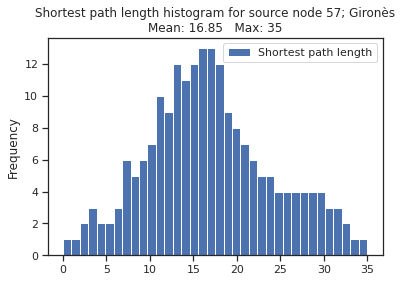 Shortest path length histogram for source node 57; Gironès
Mean: 16.85   Max: 35
Shortest path length
Frequency
12
10
8
6
4
2
0
0 5 10 15 20 25 30 35